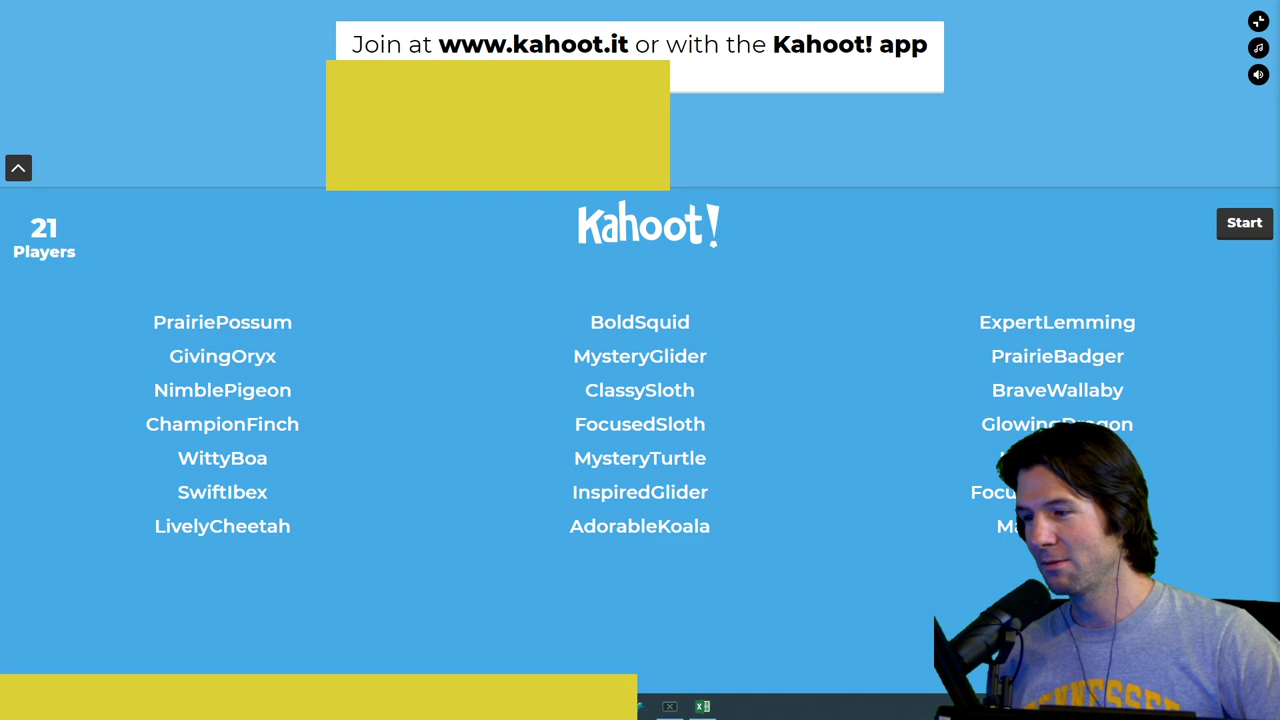 Join at www.kahoot.it or with the Kahoot! app
21
Players
Kahoot!
Start
PrairiePossum
BoldSquid
ExpertLemming
GivingOryx
MysteryGlider
PrairieBadger
NimblePigeon
ClassySloth
BraveWallaby
ChampionFinch
FocusedSloth
GlowingDragon
WittyBoa
MysteryTurtle
SwiftIbex
InspiredGlider
LivelyCheetah
AdorableKoala